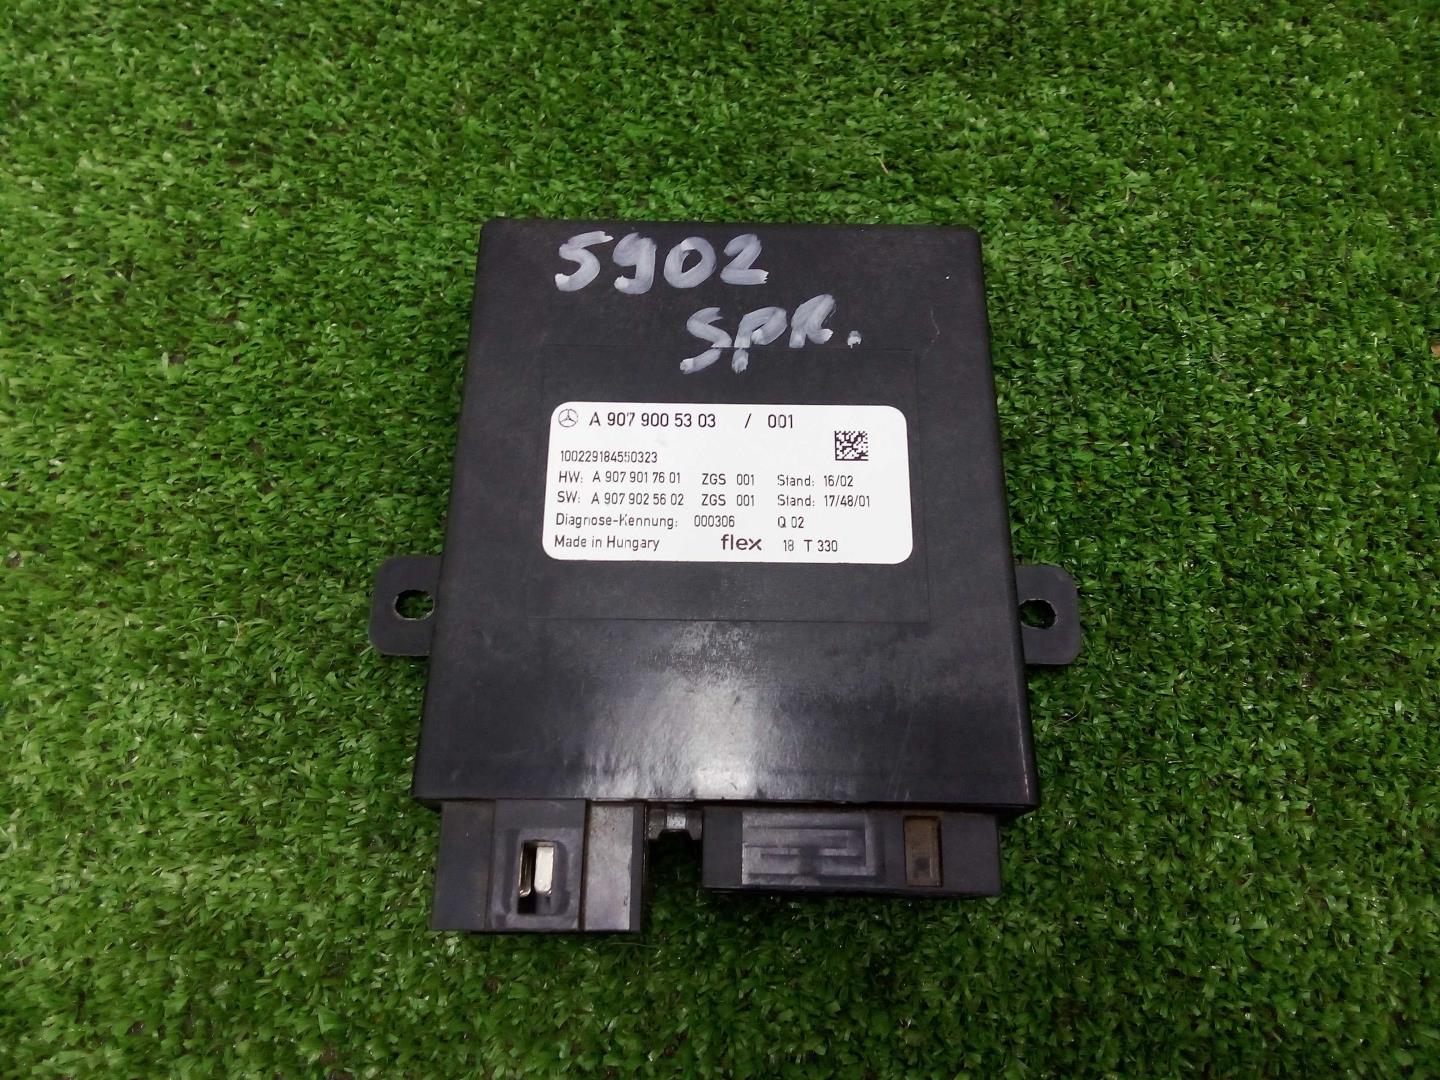 5902
SPR.
A 907 900 53 03 / 001
100229184550323
HW: A 907 901 76 01 ZGS 001 Stand: 16/02
SW: A 907 902 56 02 ZGS 001 Stand: 17/48/01
Diagnose-Kennung: 000306 Q 02
Made in Hungary flex 18 T 330